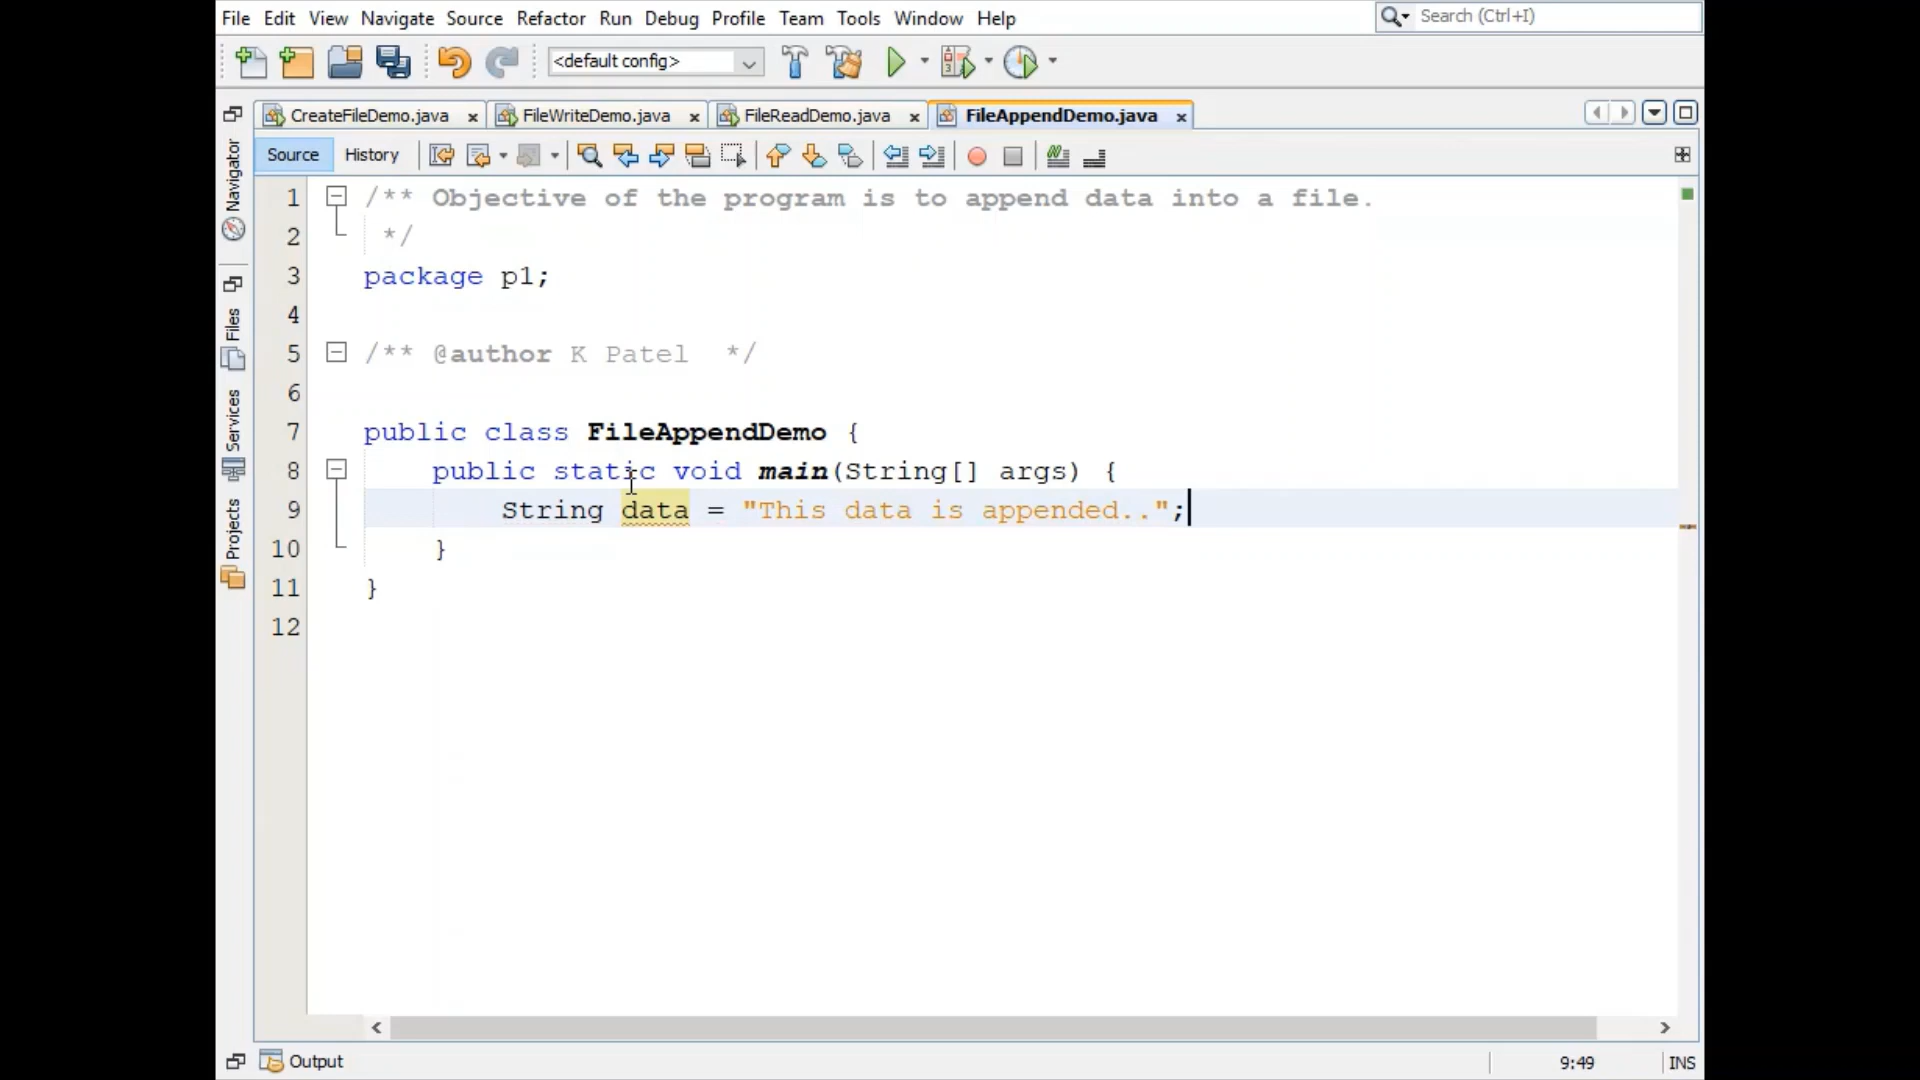 File Edit View Navigate Source Refactor Run Debug Profile Team Tools Window Help
Search (Ctrl+I)
<default config>
CreateFileDemo.java
FileWriteDemo.java
FileReadDemo.java
FileAppendDemo.java
Source History
Navigator
Files
Services
Projects
1 /** Objective of the program is to append data into a file.
2 */
3 package p1;
4
5 /** @author K Patel */
6
7 public class FileAppendDemo {
8 public static void main(String[] args) {
9 String data = "This data is appended..";
10 }
11 }
12
Output
9:49 INS